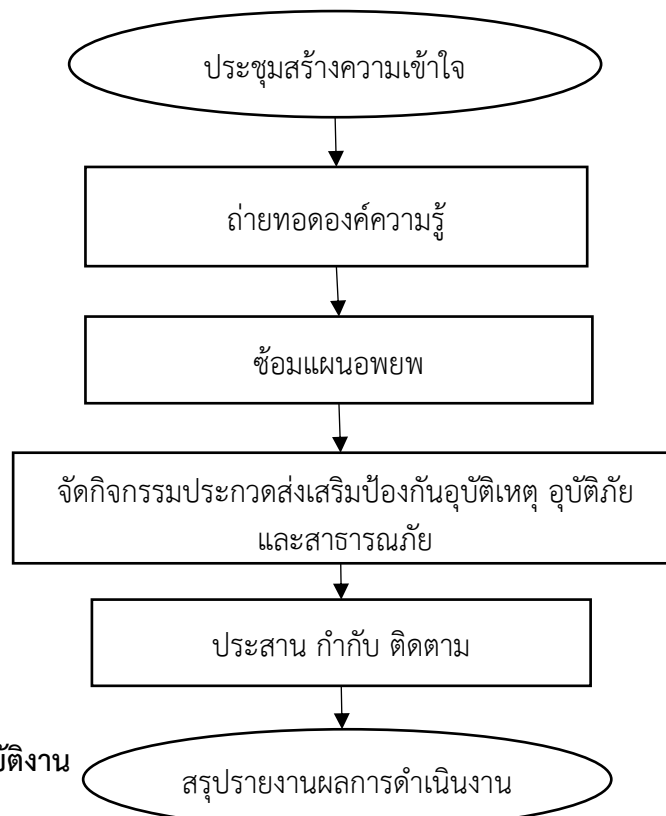 ประชุมสร้างความเข้าใจ
ถ่ายทอดองค์ความรู้
ซ้อมแผนอพยพ
จัดกิจกรรมประกวดส่งเสริมป้องกันอุบัติเหตุ อุบัติภัย
และสาธารณภัย
ประสาน กำกับ ติดตาม
บัติงาน
สรุปรายงานผลการดำเนินงาน